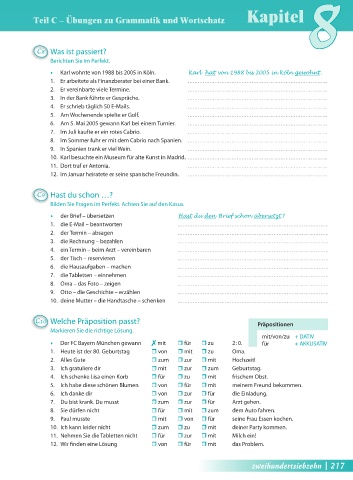 Teil C – Übungen zu Grammatik und Wortschatz Kapitel 8
C8 Was ist passiert?
Berichten Sie im Perfekt.
• Karl wohnte von 1988 bis 2005 in Köln. Karl hat von 1988 bis 2005 in Köln gewohnt.
1. Er arbeitete als Finanzberater bei einer Bank.
2. Er vereinbarte viele Termine.
3. In der Bank führte er Gespräche.
4. Er schrieb täglich 50 E-Mails.
5. Am Wochenende spielte er Golf.
6. Am 5. Mai 2005 gewann Karl bei einem Turnier.
7. Im Juli kaufte er ein rotes Cabrio.
8. Im Sommer fuhr er mit dem Cabrio nach Spanien.
9. In Spanien trank er viel Wein.
10. Karl besuchte ein Museum für alte Kunst in Madrid.
11. Dort traf er Antonia.
12. Im Januar heiratete er seine spanische Freundin.
C9 Hast du schon …?
Bilden Sie Fragen im Perfekt. Achten Sie auf den Kasus.
• der Brief – übersetzen Hast du den Brief schon übersetzt?
1. die E-Mail – beantworten
2. der Termin – absagen
3. die Rechnung – bezahlen
4. ein Termin – beim Arzt – vereinbaren
5. der Tisch – reservieren
6. die Hausaufgaben – machen
7. die Tabletten – einnehmen
8. Oma – das Foto – zeigen
9. Otto – die Geschichte – erzählen
10. deine Mutter – die Handtasche – schenken
C10 Welche Präposition passt?
Markieren Sie die richtige Lösung.
Präpositionen
mit/von/zu + DATIV
für + AKKUSATIV
• Der FC Bayern München gewann ✗ mit ❐ für ❐ zu 2:0.
1. Heute ist der 80. Geburtstag ❐ von ❐ mit ❐ zu Oma.
2. Alles Gute ❐ zum ❐ zur ❐ mit Hochzeit!
3. Ich gratuliere dir ❐ mit ❐ zur ❐ zum Geburtstag.
4. Ich schenke Lisa einen Korb ❐ für ❐ zu ❐ mit frischem Obst.
5. Ich habe diese schönen Blumen ❐ von ❐ für ❐ mit meinem Freund bekommen.
6. Ich danke dir ❐ von ❐ zur ❐ für die Einladung.
7. Du bist krank. Du musst ❐ zum ❐ zur ❐ für Arzt gehen.
8. Sie dürfen nicht ❐ für ❐ mit ❐ zum dem Auto fahren.
9. Paul musste ❐ mit ❐ von ❐ für seine Frau Essen kochen.
10. Ich kann leider nicht ❐ zum ❐ zu ❐ mit deiner Party kommen.
11. Nehmen Sie die Tabletten nicht ❐ für ❐ zur ❐ mit Milch ein!
12. Wir finden eine Lösung ❐ von ❐ für ❐ mit das Problem.
zweihundertsiebzehn | 217